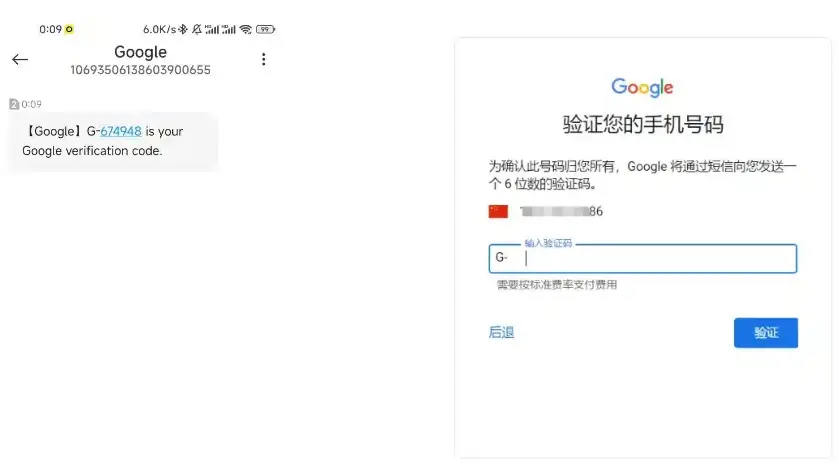 0:09 6.0K/s 99
Google
10693506138603900655
2 0:09
【Google】G-674948 is your
Google verification code.
Google
验证您的手机号码
为确认此号码归您所有，Google 将通过短信向您发送一
个 6 位数的验证码。
86
输入验证码
G-
需要按标准费率支付费用
后退 验证